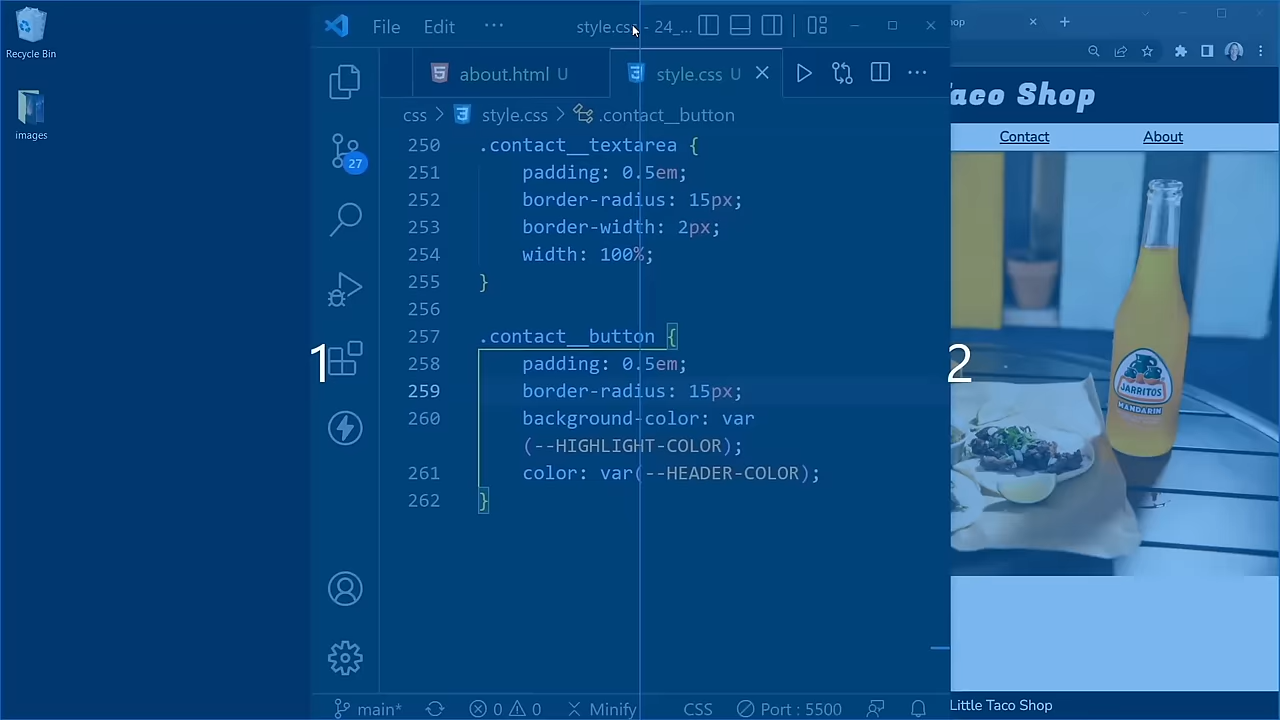 Recycle Bin
images
File Edit ··· style.css - 24_...
about.html U style.css U
css > style.css > .contact__button
250 .contact__textarea {
251 padding: 0.5em;
252 border-radius: 15px;
253 border-width: 2px;
254 width: 100%;
255 }
256
257 .contact__button {
258 padding: 0.5em;
259 border-radius: 15px;
260 background-color: var
(--HIGHLIGHT-COLOR);
261 color: var(--HEADER-COLOR);
262 }
27
1
2
main* 0 0 Minify CSS Port : 5500
hop
Taco Shop
Contact About
JARRITOS
MANDARIN
Little Taco Shop